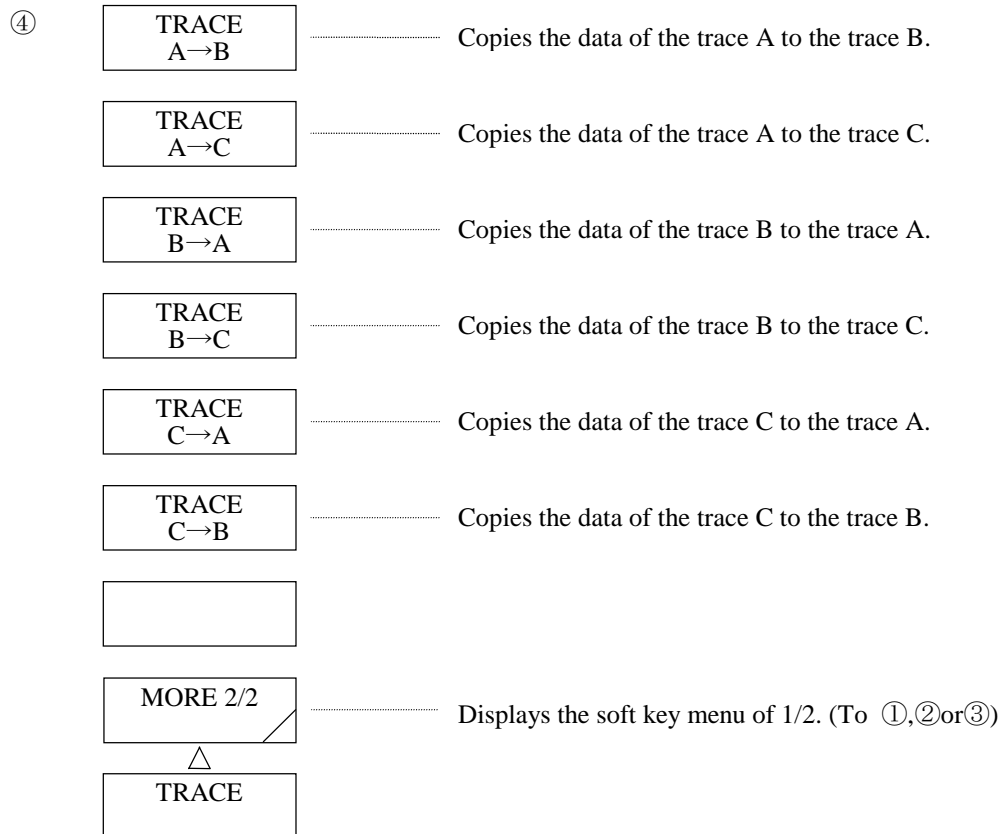 ④
TRACE
A→B
Copies the data of the trace A to the trace B.
TRACE
A→C
Copies the data of the trace A to the trace C.
TRACE
B→A
Copies the data of the trace B to the trace A.
TRACE
B→C
Copies the data of the trace B to the trace C.
TRACE
C→A
Copies the data of the trace C to the trace A.
TRACE
C→B
Copies the data of the trace C to the trace B.
MORE 2/2
Displays the soft key menu of 1/2. (To ①,②or③)
TRACE